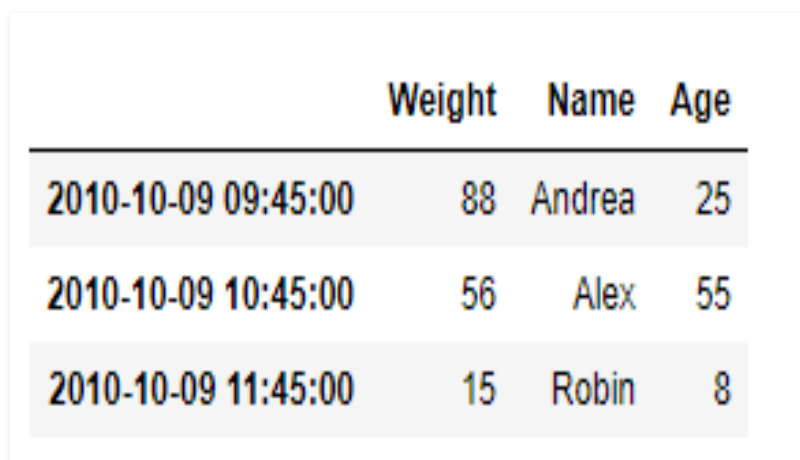 Weight Name Age
2010-10-09 09:45:00 88 Andrea 25
2010-10-09 10:45:00 56 Alex 55
2010-10-09 11:45:00 15 Robin 8